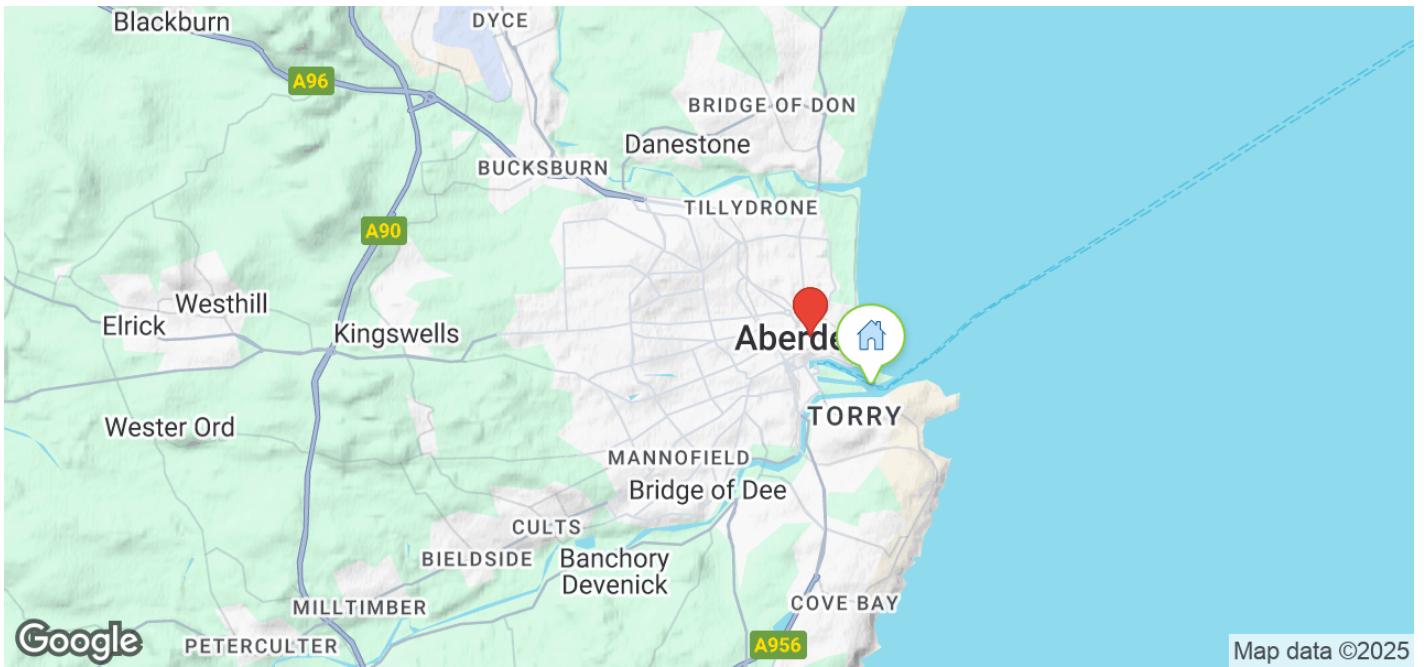 Blackburn
DYCE
A96
BRIDGE OF DON
Danestone
BUCKSBURN
TILLYDRONE
A90
Westhill
Elrick
Kingswells
Aberde
TORRY
Wester Ord
MANNOFIELD
Bridge of Dee
CULTS
BIELDSIDE
Banchory
Devenick
MILLTIMBER
COVE BAY
PETERCULTER
A956
Google
Map data ©2025